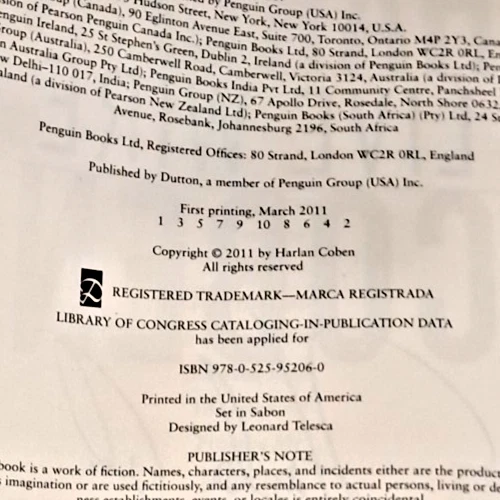 by Penguin Group (USA) Inc.
Hudson Street, New York, New York 10014, U.S.A.
(Canada), 90 Eglinton Avenue East, Suite 700, Toronto, Ontario M4P 2Y3,
of Pearson Penguin Canada Inc.); Penguin Books Ltd, 80 Strand, London WC2R 0RL,
Ireland, 25 St Stephen's Green, Dublin 2, Ireland (a division of Penguin Books Ltd);
(Australia), 250 Camberwell Road, Camberwell, Victoria 3124, Australia (a division of
Australia Group Pty Ltd); Penguin Books India Pvt Ltd, 11 Community Centre, Panchsheel
Delhi–110 017, India; Penguin Group (NZ), 67 Apollo Drive, Rosedale, North Shore 0632
(a division of Pearson New Zealand Ltd); Penguin Books (South Africa) (Pty) Ltd, 24
Avenue, Rosebank, Johannesburg 2196, South Africa
Penguin Books Ltd, Registered Offices: 80 Strand, London WC2R 0RL, England
Published by Dutton, a member of Penguin Group (USA) Inc.
First printing, March 2011
1 3 5 7 9 10 8 6 4 2
Copyright © 2011 by Harlan Coben
All rights reserved
REGISTERED TRADEMARK—MARCA REGISTRADA
LIBRARY OF CONGRESS CATALOGING-IN-PUBLICATION DATA
has been applied for
ISBN 978-0-525-95206-0
Printed in the United States of America
Set in Sabon
Designed by Leonard Telesca
PUBLISHER'S NOTE
book is a work of fiction. Names, characters, places, and incidents either are the
imagination or are used fictitiously, and any resemblance to actual persons, living or
establishments, events, or locales is entirely coincidental